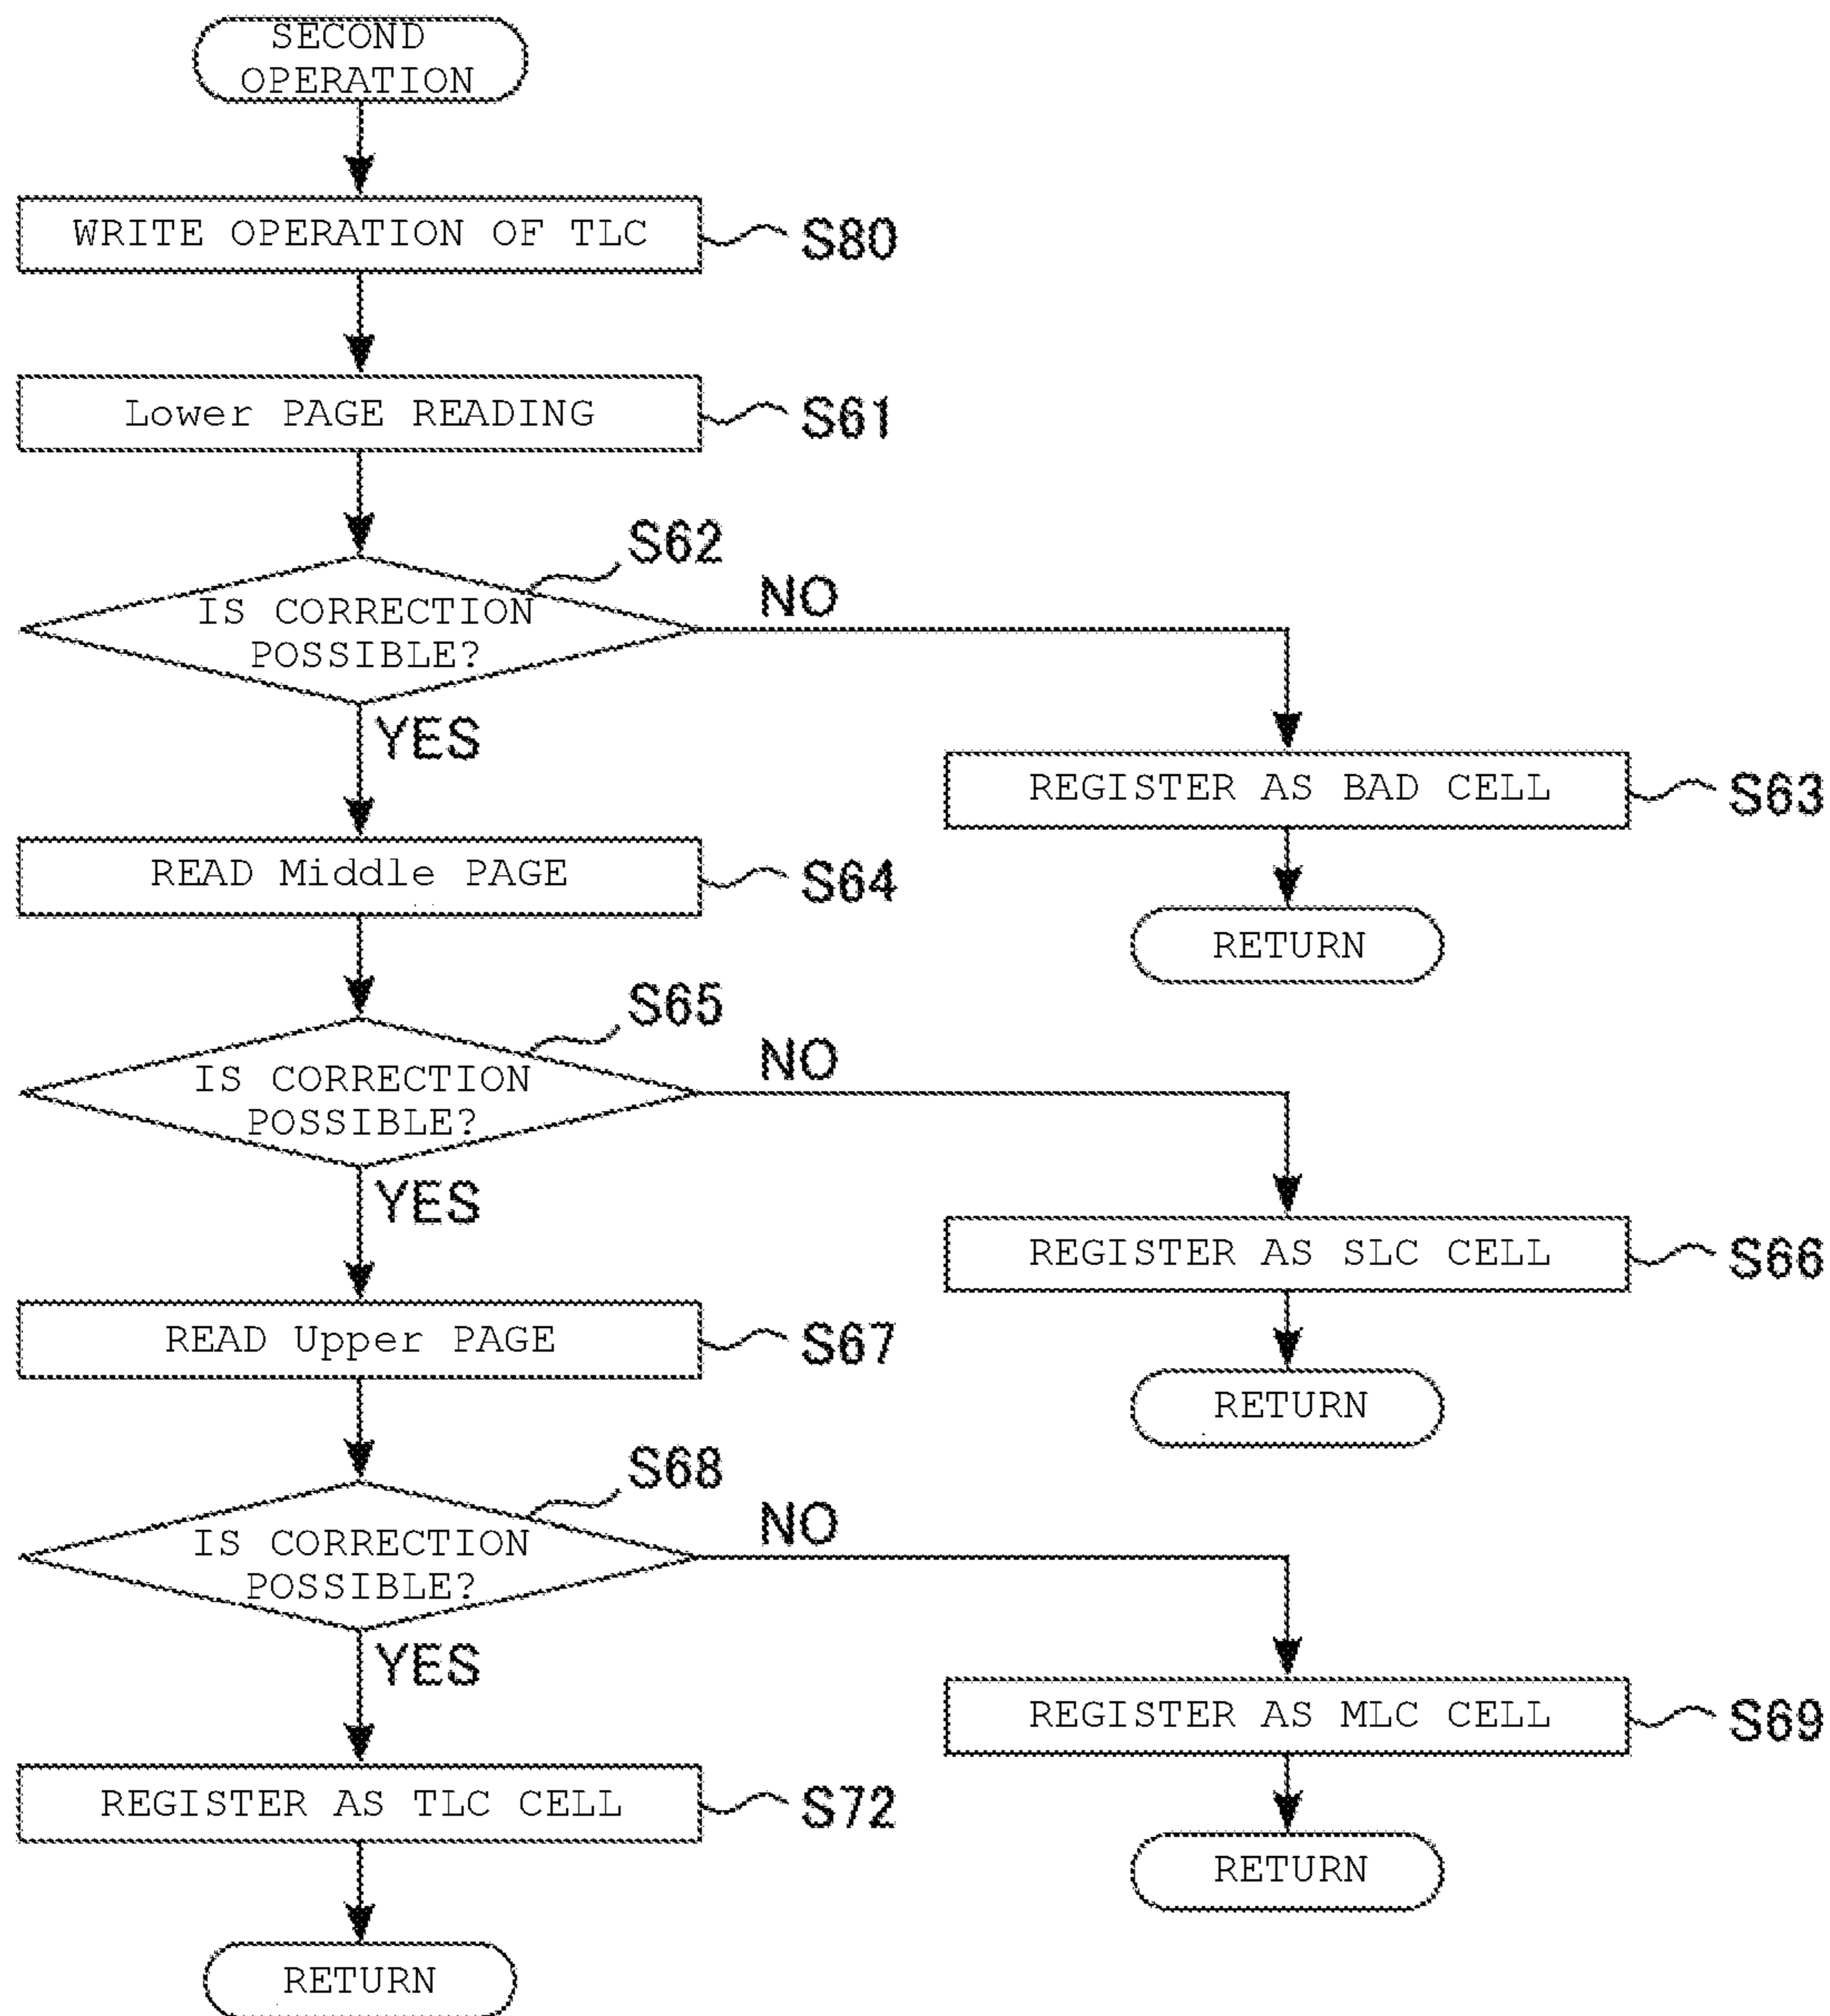 SECOND
OPERATION
WRITE OPERATION OF TLC
S80
Lower PAGE READING
S61
S62
IS CORRECTION
POSSIBLE?
NO
YES
REGISTER AS BAD CELL
S63
READ Middle PAGE
S64
RETURN
S65
IS CORRECTION
POSSIBLE?
NO
YES
REGISTER AS SLC CELL
S66
READ Upper PAGE
S67
RETURN
S68
IS CORRECTION
POSSIBLE?
NO
YES
REGISTER AS MLC CELL
S69
REGISTER AS TLC CELL
S72
RETURN
RETURN